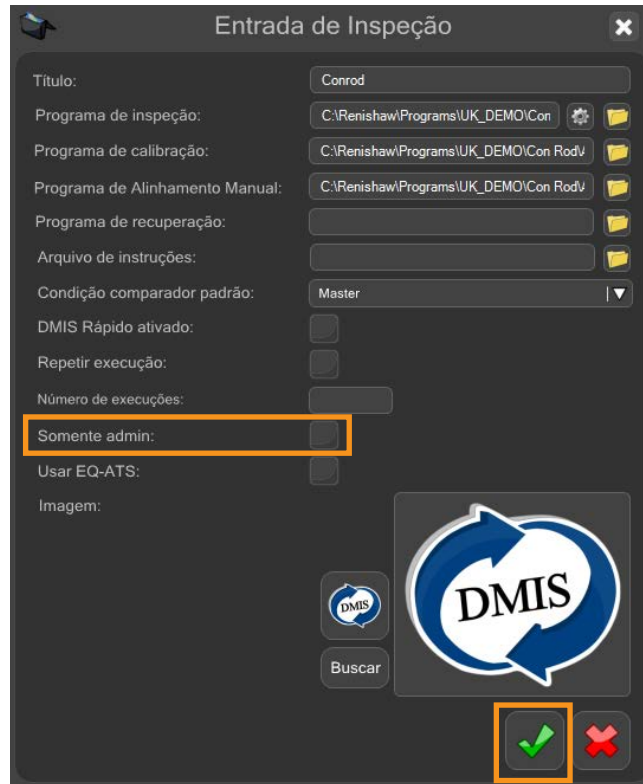 Entrada de Inspeção
Título: Conrod
Programa de inspeção: C:\Renishaw\Programs\UK_DEMO\Con
Programa de calibração: C:\Renishaw\Programs\UK_DEMO\Con Rod\/
Programa de Alinhamento Manual: C:\Renishaw\Programs\UK_DEMO\Con Rod\/
Programa de recuperação:
Arquivo de instruções:
Condição comparador padrão: Master
DMIS Rápido ativado:
Repetir execução:
Número de execuções:
Somente admin:
Usar EQ-ATS:
Imagem:
DMIS
DMIS
Buscar